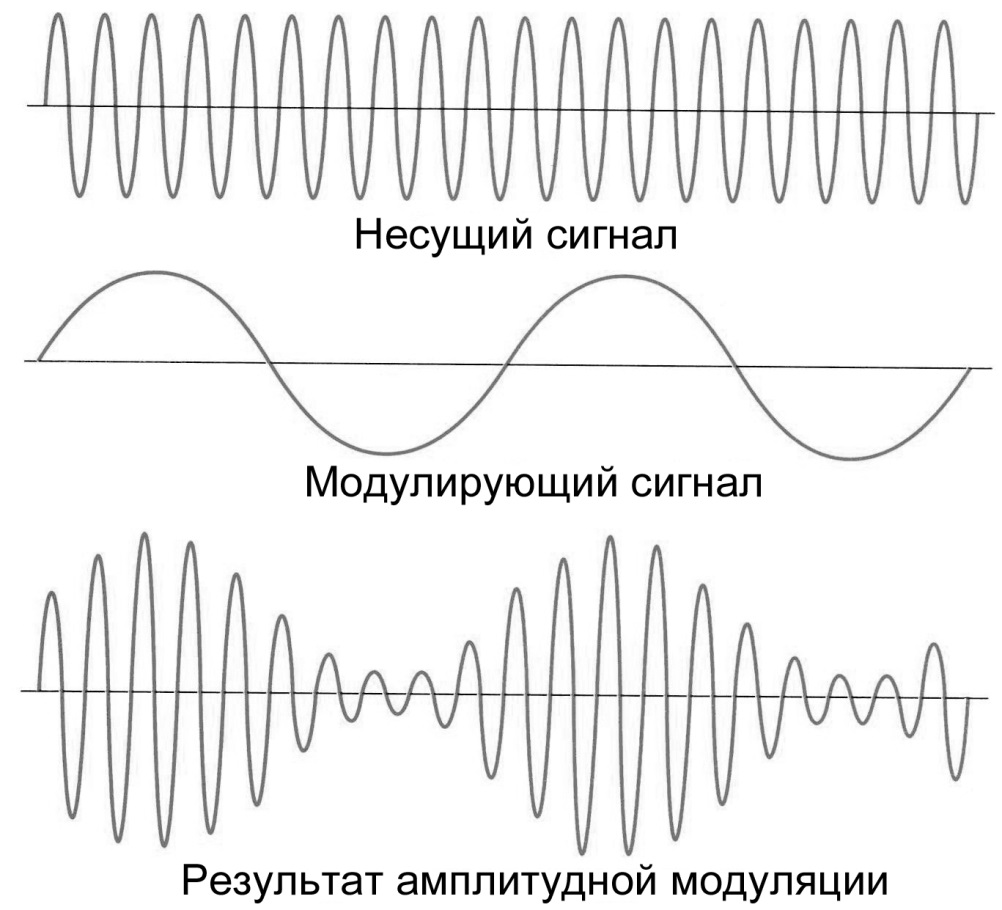 Несущий сигнал
Модулирующий сигнал
Результат амплитудной модуляции